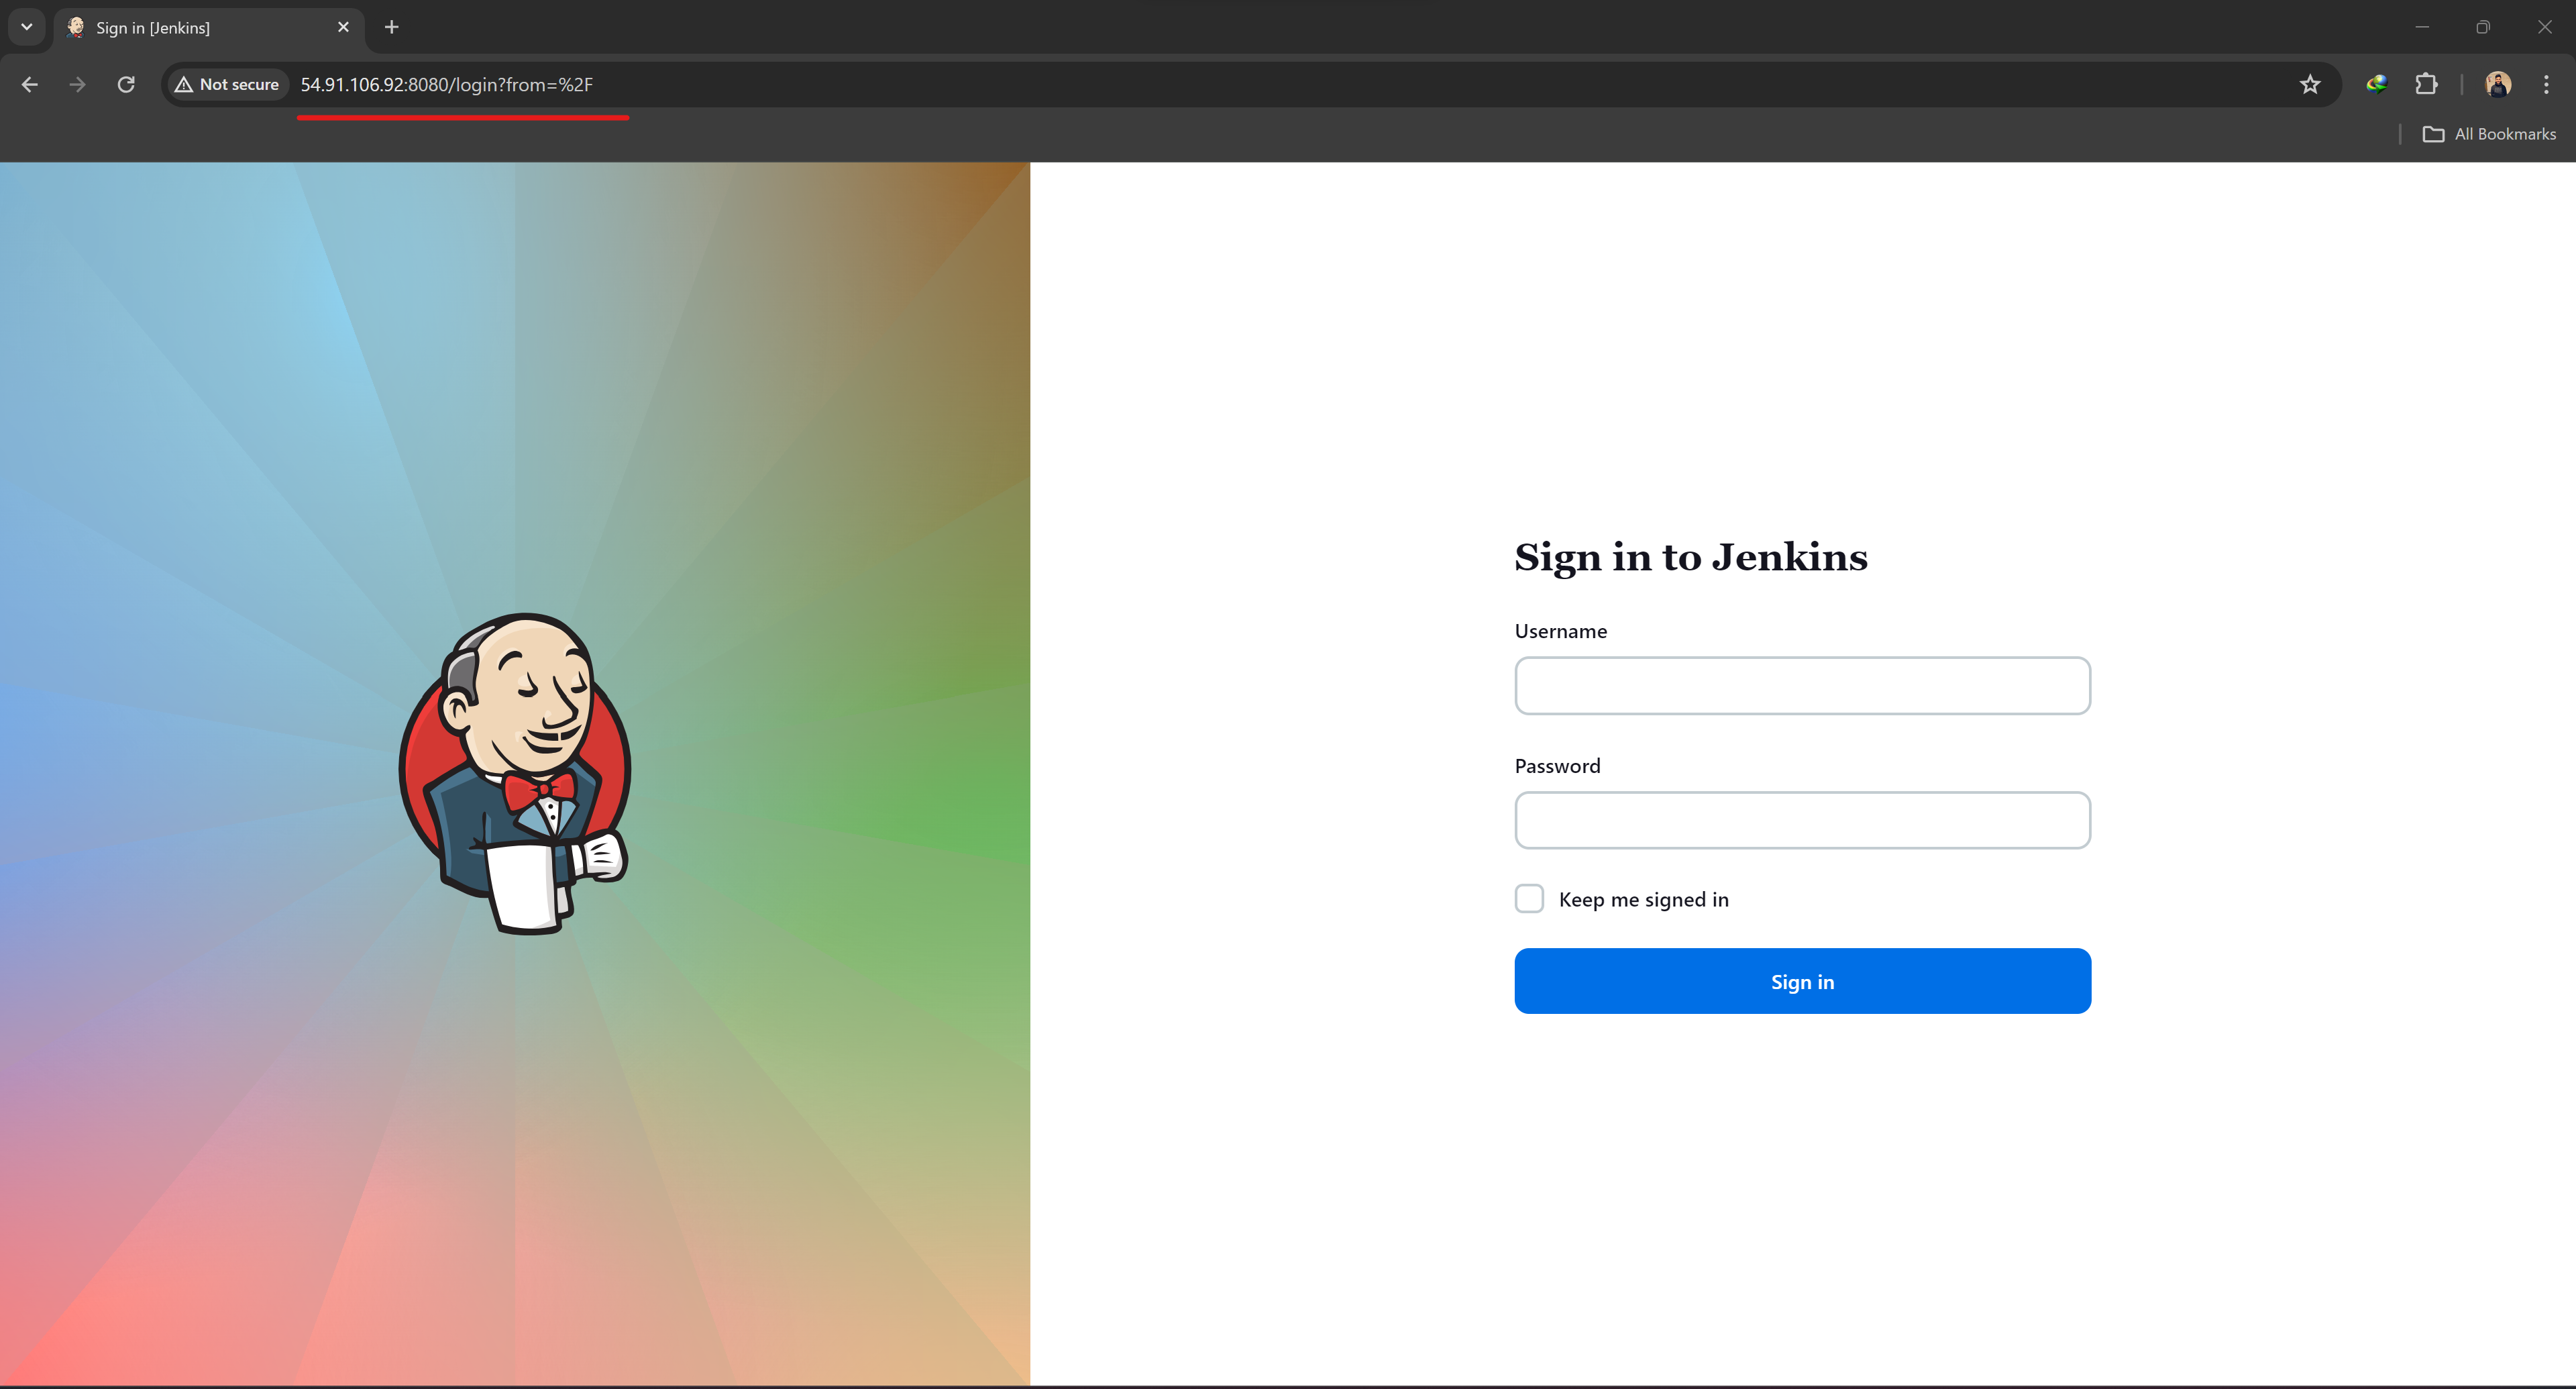 Sign in [Jenkins]
Not secure 54.91.106.92:8080/login?from=%2F
All Bookmarks
Sign in to Jenkins
Username
Password
Keep me signed in
Sign in